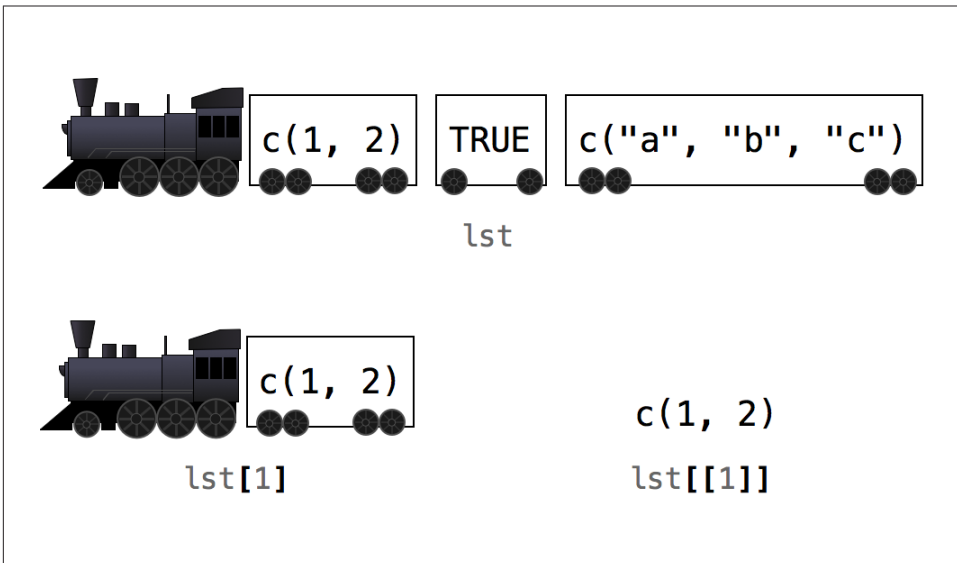 c(1, 2) TRUE c("a", "b", "c")
lst
c(1, 2)
c(1, 2)
lst[1] lst[[1]]